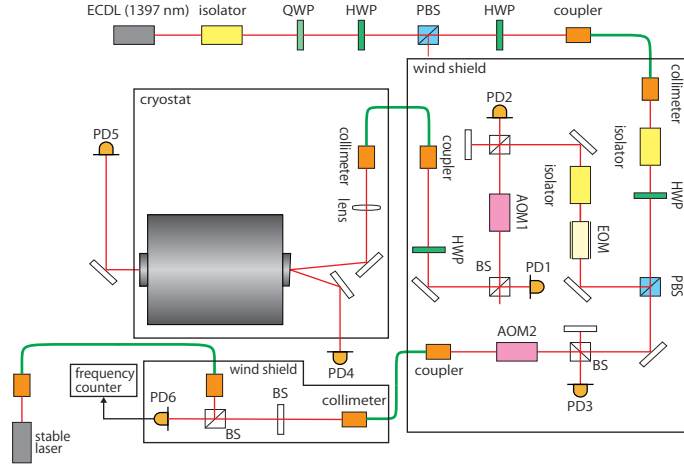 ECDL (1397 nm)
isolator
QWP
HWP
PBS
HWP
coupler
wind shield
collimeter
cryostat
PD2
PD5
collimeter
coupler
isolator
isolator
HWP
lens
AOM1
EOM
HWP
BS
PD1
PBS
AOM2
wind shield
PD4
coupler
BS
frequency
counter
PD6
BS
collimeter
PD3
BS
stable
laser